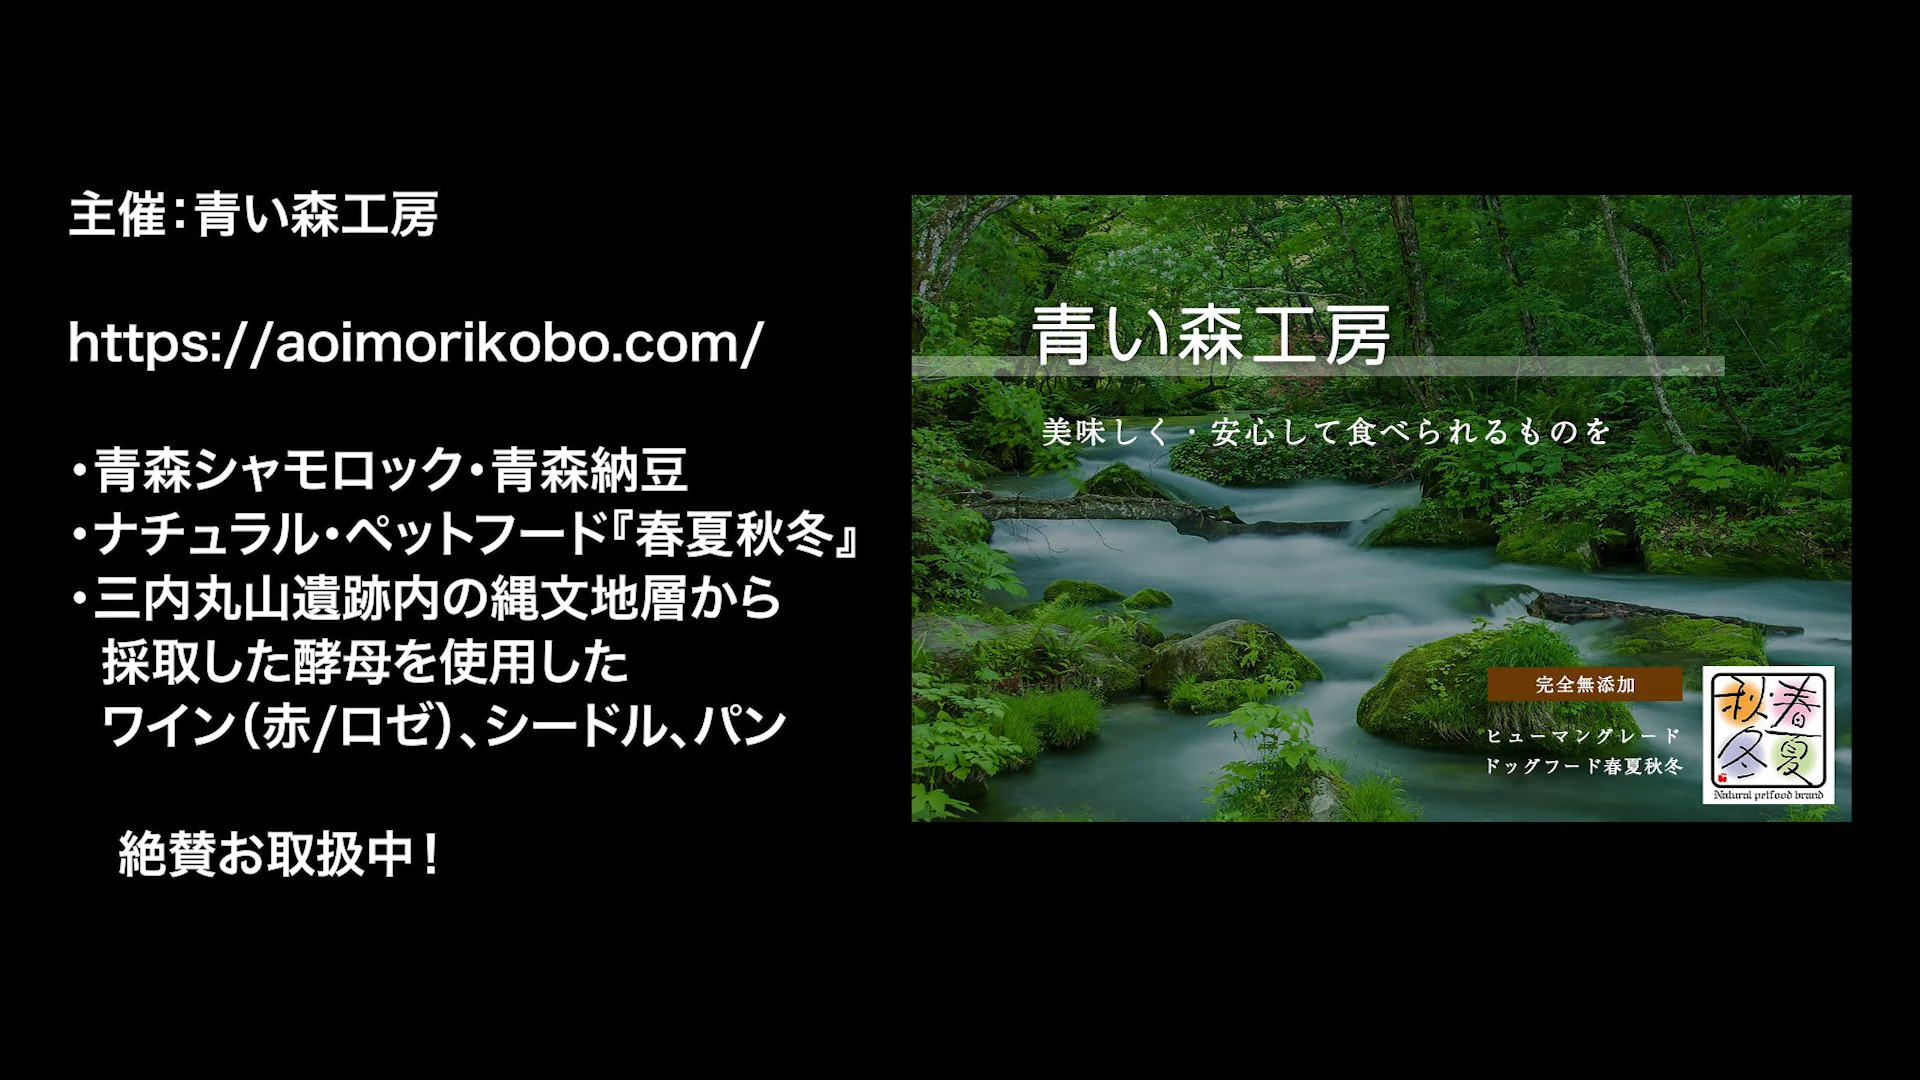 主催：青い森工房
https://aoimorikobo.com/
・青森シャモロック・青森納豆
・ナチュラル・ペットフード『春夏秋冬』
・三内丸山遺跡内の縄文地層から
採取した酵母を使用した
ワイン（赤/ロゼ）、シードル、パン
絶賛お取扱中！
青い森工房
美味しく・安心して食べられるものを
完全無添加
ヒューマングレード
ドッグフード春夏秋冬
春夏
秋冬
Natural petfood brand